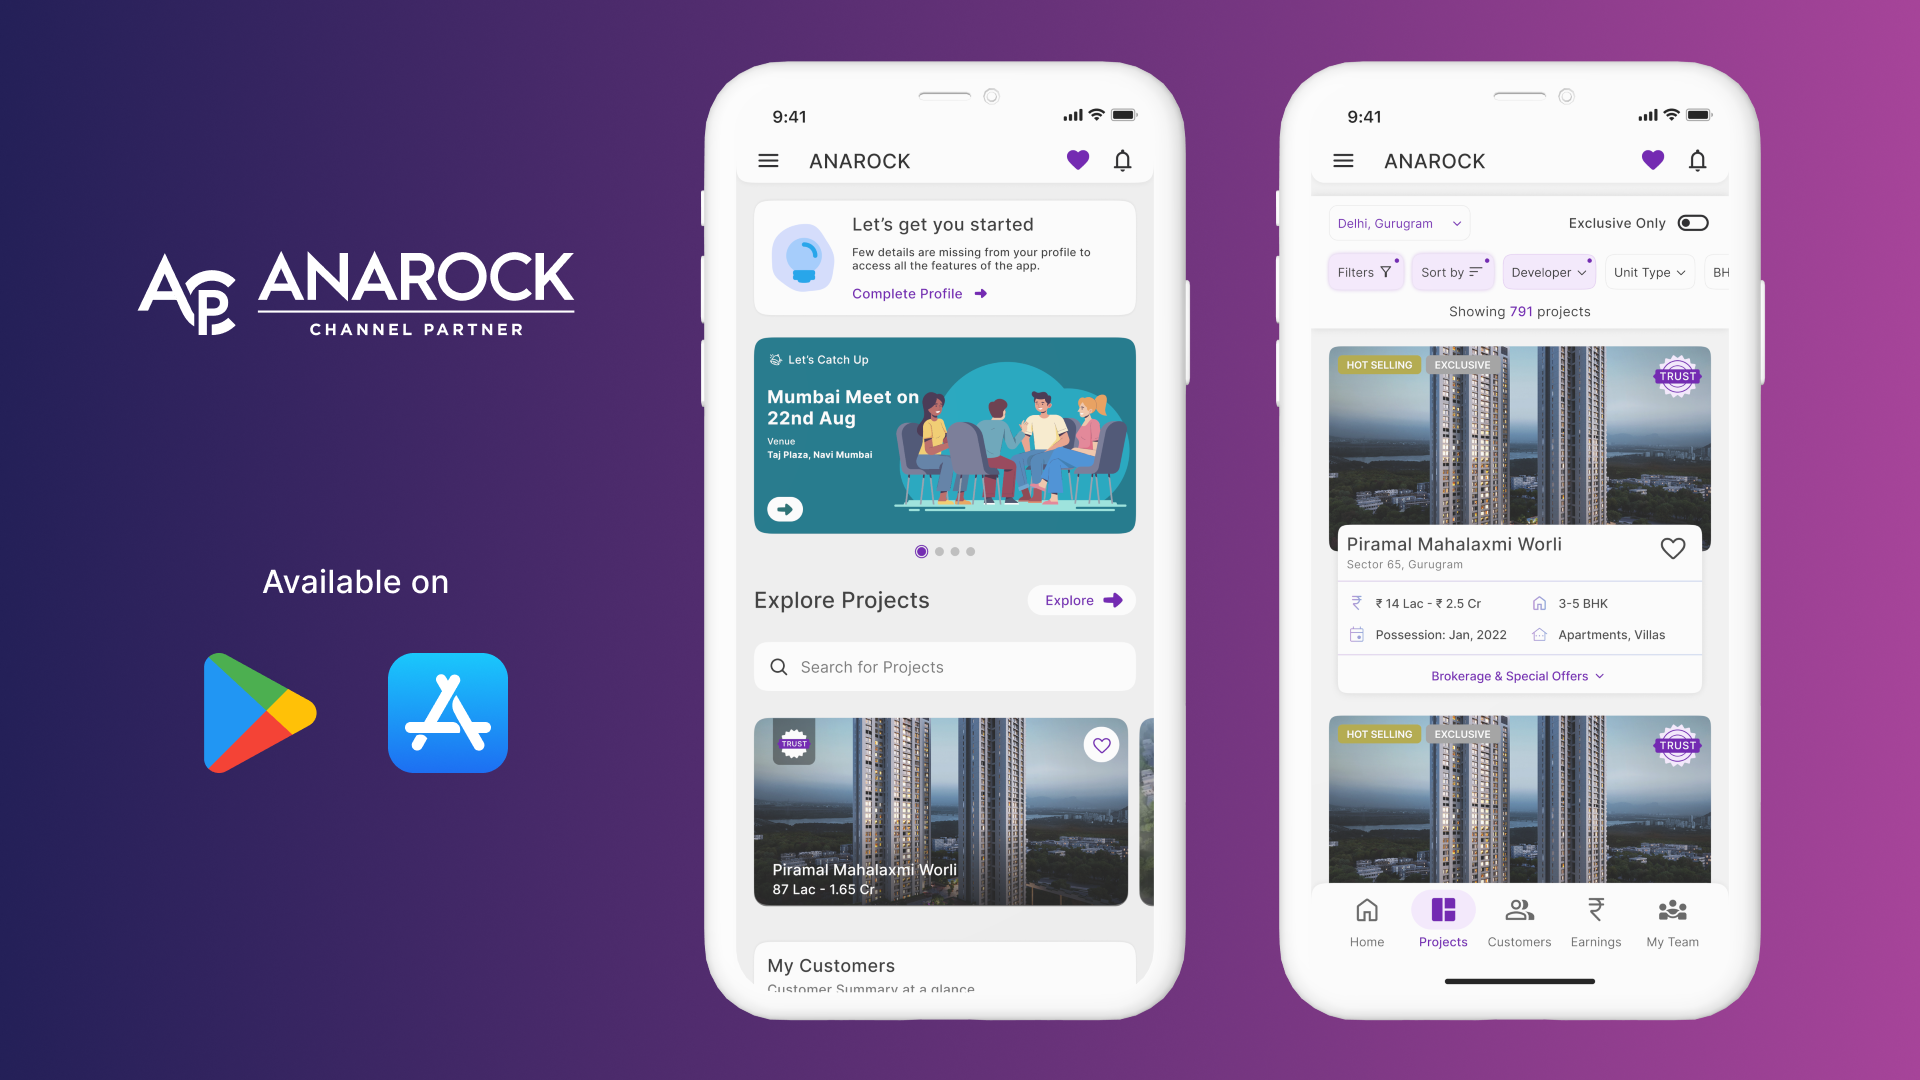 ACP
ANAROCK
CHANNEL PARTNER
Available on
9:41
ANAROCK
Let's get you started
Few details are missing from your profile to
access all the features of the app.
Complete Profile
Let's Catch Up
Mumbai Meet on
22nd Aug
Venue
Taj Plaza, Navi Mumbai
Explore Projects
Explore
Search for Projects
TRUST
Piramal Mahalaxmi Worli
87 Lac - 1.65 Cr
My Customers
Customer Summary at a glance
9:41
ANAROCK
Delhi, Gurugram
Exclusive Only
Filters Sort by Developer Unit Type BH
Showing 791 projects
HOT SELLING EXCLUSIVE
TRUST
Piramal Mahalaxmi Worli
Sector 65, Gurugram
₹ 14 Lac - ₹ 2.5 Cr 3-5 BHK
Possession: Jan, 2022 Apartments, Villas
Brokerage & Special Offers
HOT SELLING EXCLUSIVE
TRUST
Home Projects Customers Earnings My Team